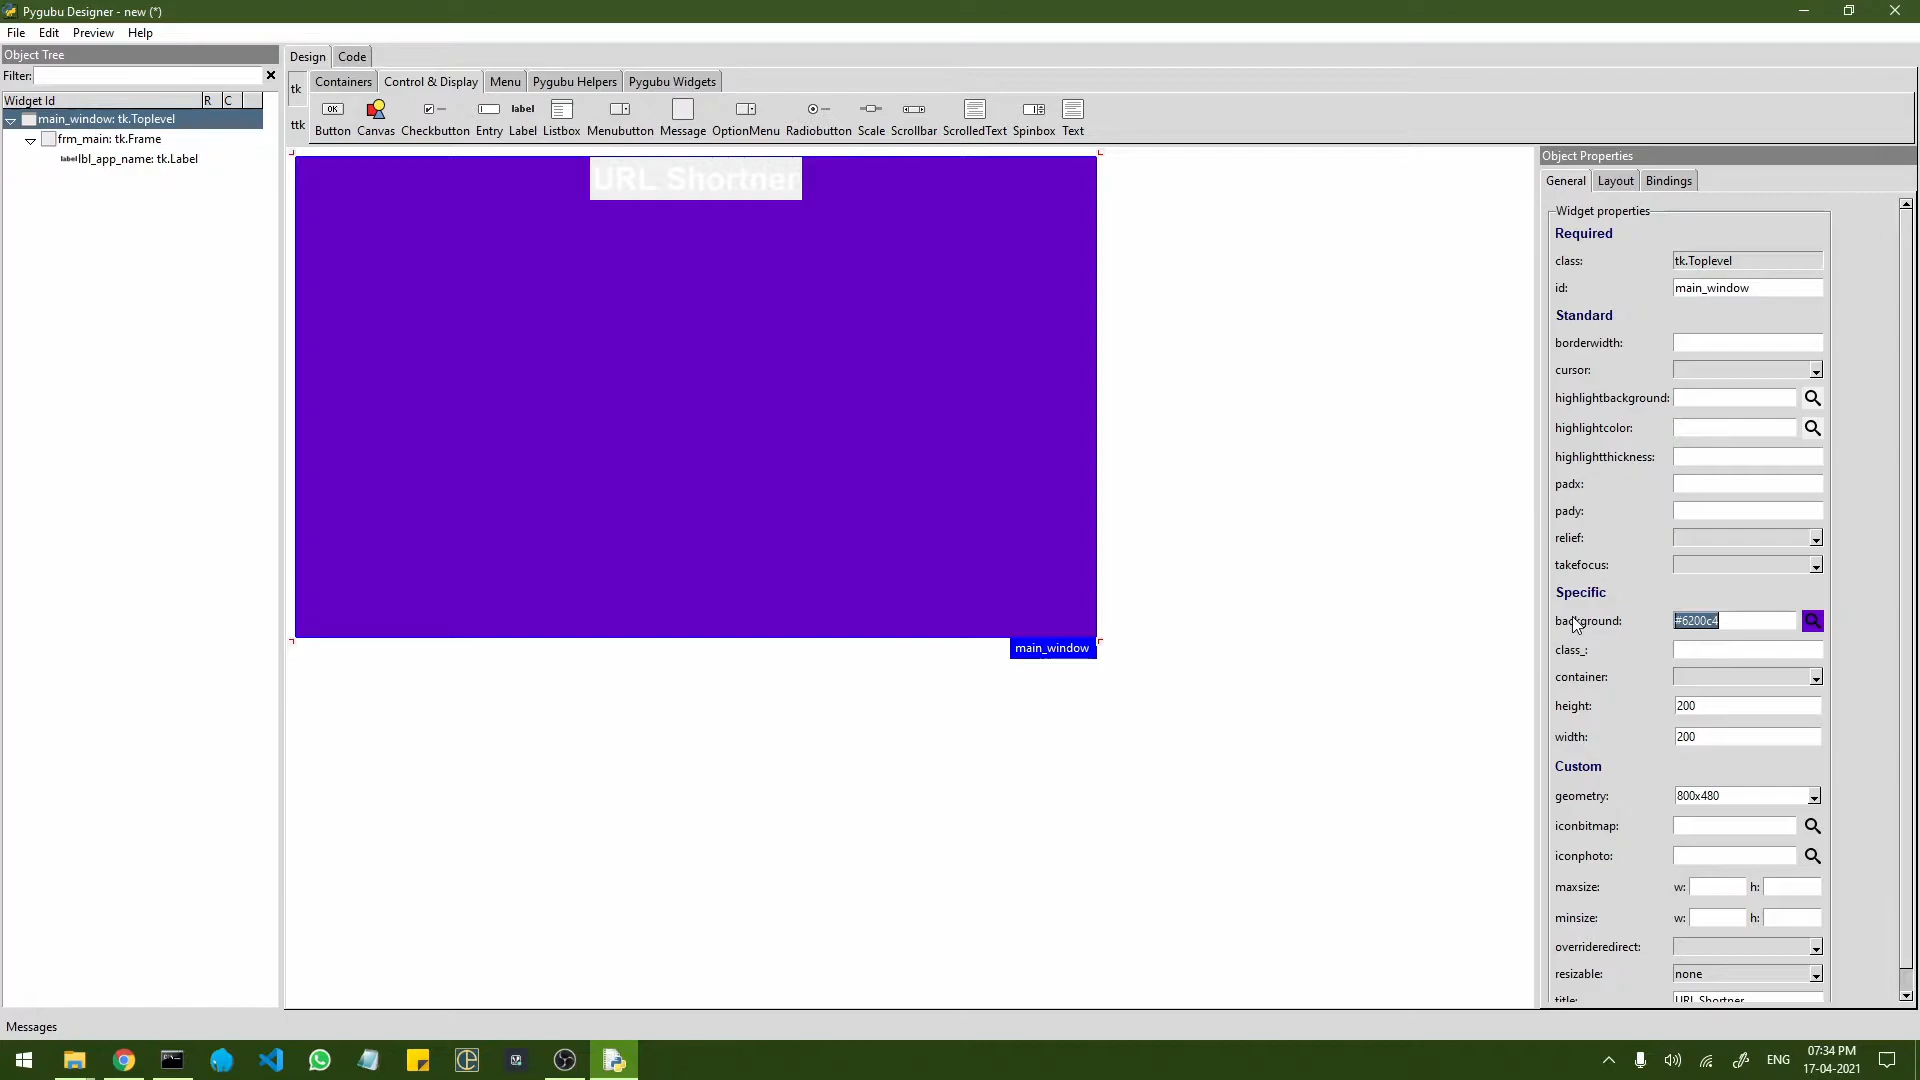 Pygubu Designer - new (*)
File Edit Preview Help
Object Tree
Filter:
Widget Id R C
main_window: tk.Toplevel
frm_main: tk.Frame
label lbl_app_name: tk.Label
Design Code
tk
ttk
Containers Control & Display Menu Pygubu Helpers Pygubu Widgets
OK label
Button Canvas Checkbutton Entry Label Listbox Menubutton Message OptionMenu Radiobutton Scale Scrollbar ScrolledText Spinbox Text
URL Shortner
main_window
Object Properties
General Layout Bindings
Widget properties
Required
class: tk.Toplevel
id: main_window
Standard
borderwidth:
cursor:
highlightbackground:
highlightcolor:
highlightthickness:
padx:
pady:
relief:
takefocus:
Specific
background: #6200c4
class_:
container:
height: 200
width: 200
Custom
geometry: 800x480
iconbitmap:
iconphoto:
maxsize: w: h:
minsize: w: h:
overrideredirect:
resizable: none
title: URL Shortner
Messages
ENG
07:34 PM
17-04-2021